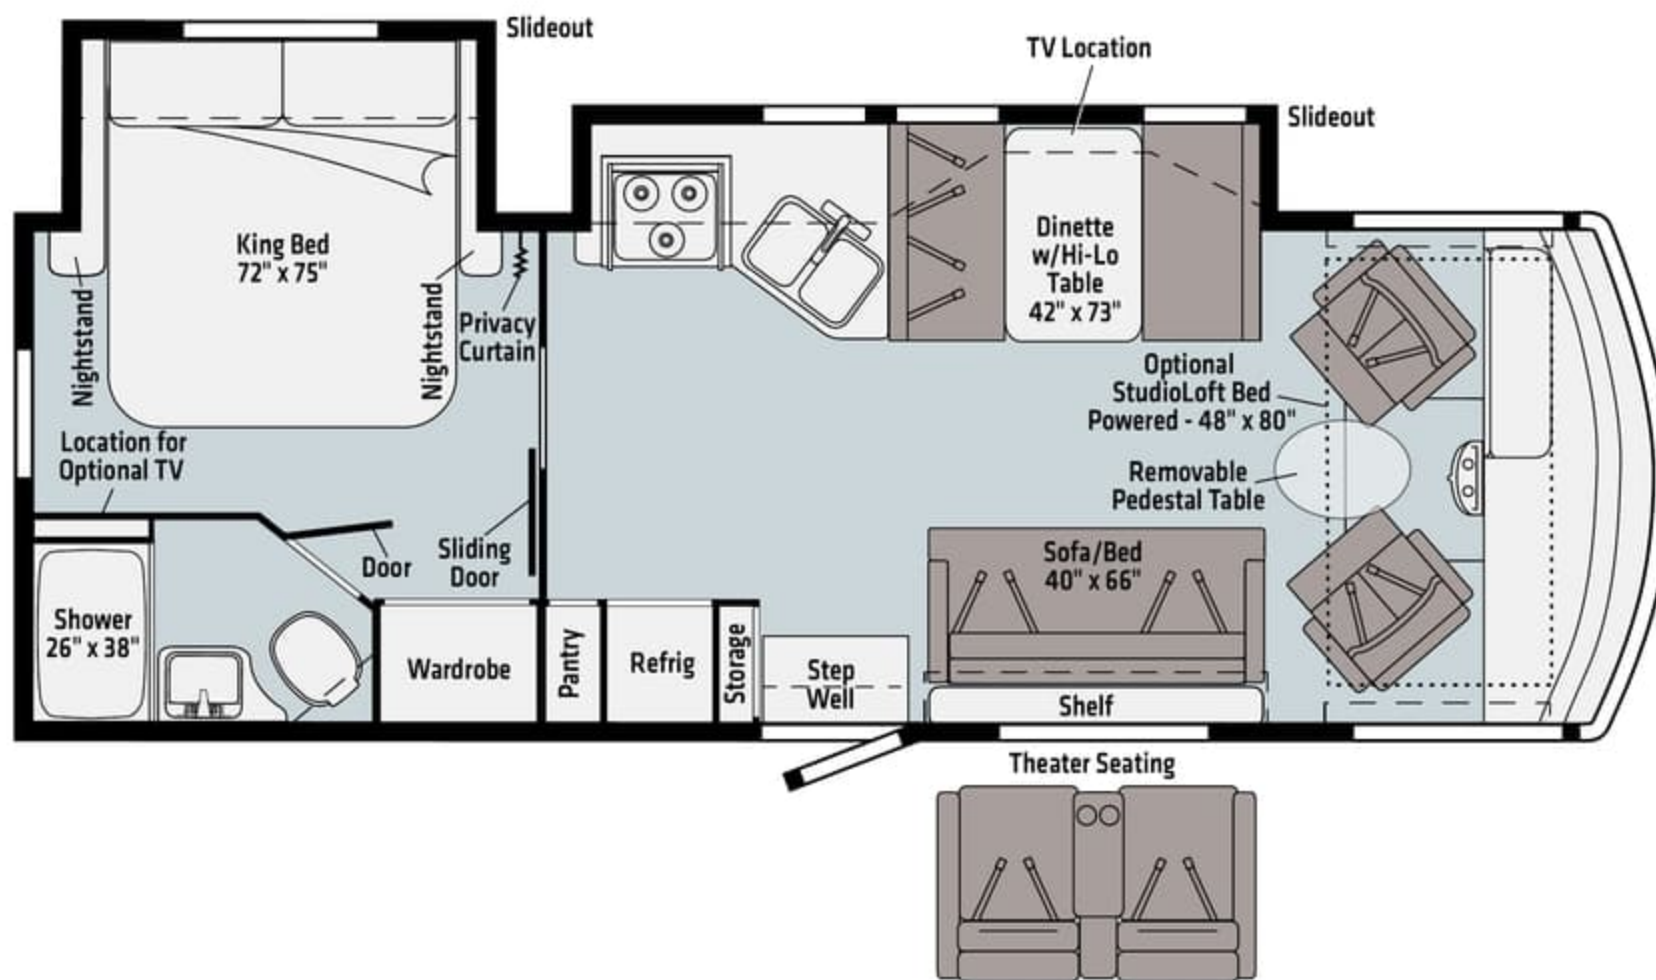 Slideout
TV Location
Slideout
King Bed
72" x 75"
Nightstand
Nightstand
Privacy
Curtain
Dinette
w/Hi-Lo
Table
42" x 73"
Optional
StudioLoft Bed
Powered - 48" x 80"
Removable
Pedestal Table
Location for
Optional TV
Door
Sliding
Door
Sofa/Bed
40" x 66"
Shower
26" x 38"
Wardrobe
Pantry
Refrig
Storage
Step
Well
Shelf
Theater Seating